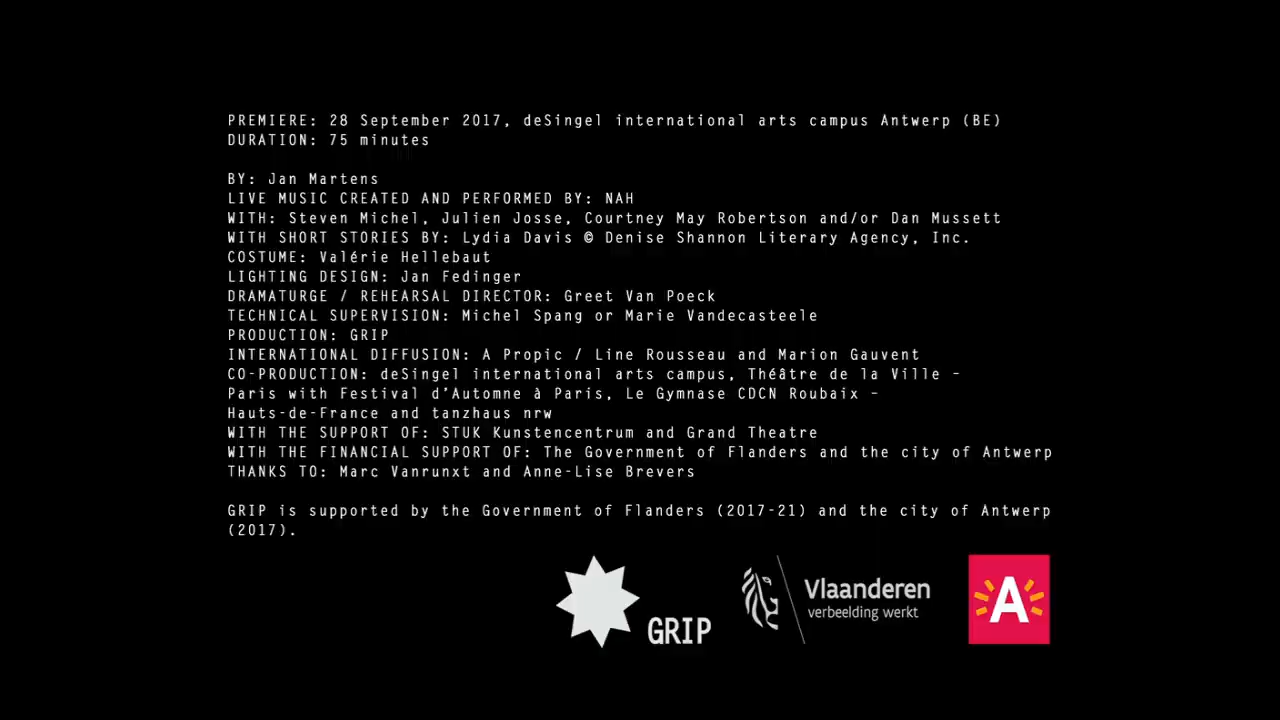 PREMIERE: 28 September 2017, deSingel international arts campus Antwerp (BE)
DURATION: 75 minutes
BY: Jan Martens
LIVE MUSIC CREATED AND PERFORMED BY: NAH
WITH: Steven Michel, Julien Josse, Courtney May Robertson and/or Dan Mussett
WITH SHORT STORIES BY: Lydia Davis © Denise Shannon Literary Agency, Inc.
COSTUME: Valérie Hellebaut
LIGHTING DESIGN: Jan Fedinger
DRAMATURGE / REHEARSAL DIRECTOR: Greet Van Poeck
TECHNICAL SUPERVISION: Michel Spang or Marie Vandecasteele
PRODUCTION: GRIP
INTERNATIONAL DIFFUSION: A Propic / Line Rousseau and Marion Gauvent
CO-PRODUCTION: deSingel international arts campus, Théâtre de la Ville –
Paris with Festival d’Automne à Paris, Le Gymnase CDCN Roubaix –
Hauts-de-France and tanzhaus nrw
WITH THE SUPPORT OF: STUK Kunstencentrum and Grand Theatre
WITH THE FINANCIAL SUPPORT OF: The Government of Flanders and the city of Antwerp
THANKS TO: Marc Vanrunxt and Anne-Lise Brevers
GRIP is supported by the Government of Flanders (2017-21) and the city of Antwerp
(2017).
GRIP
Vlaanderen
verbeelding werkt
A